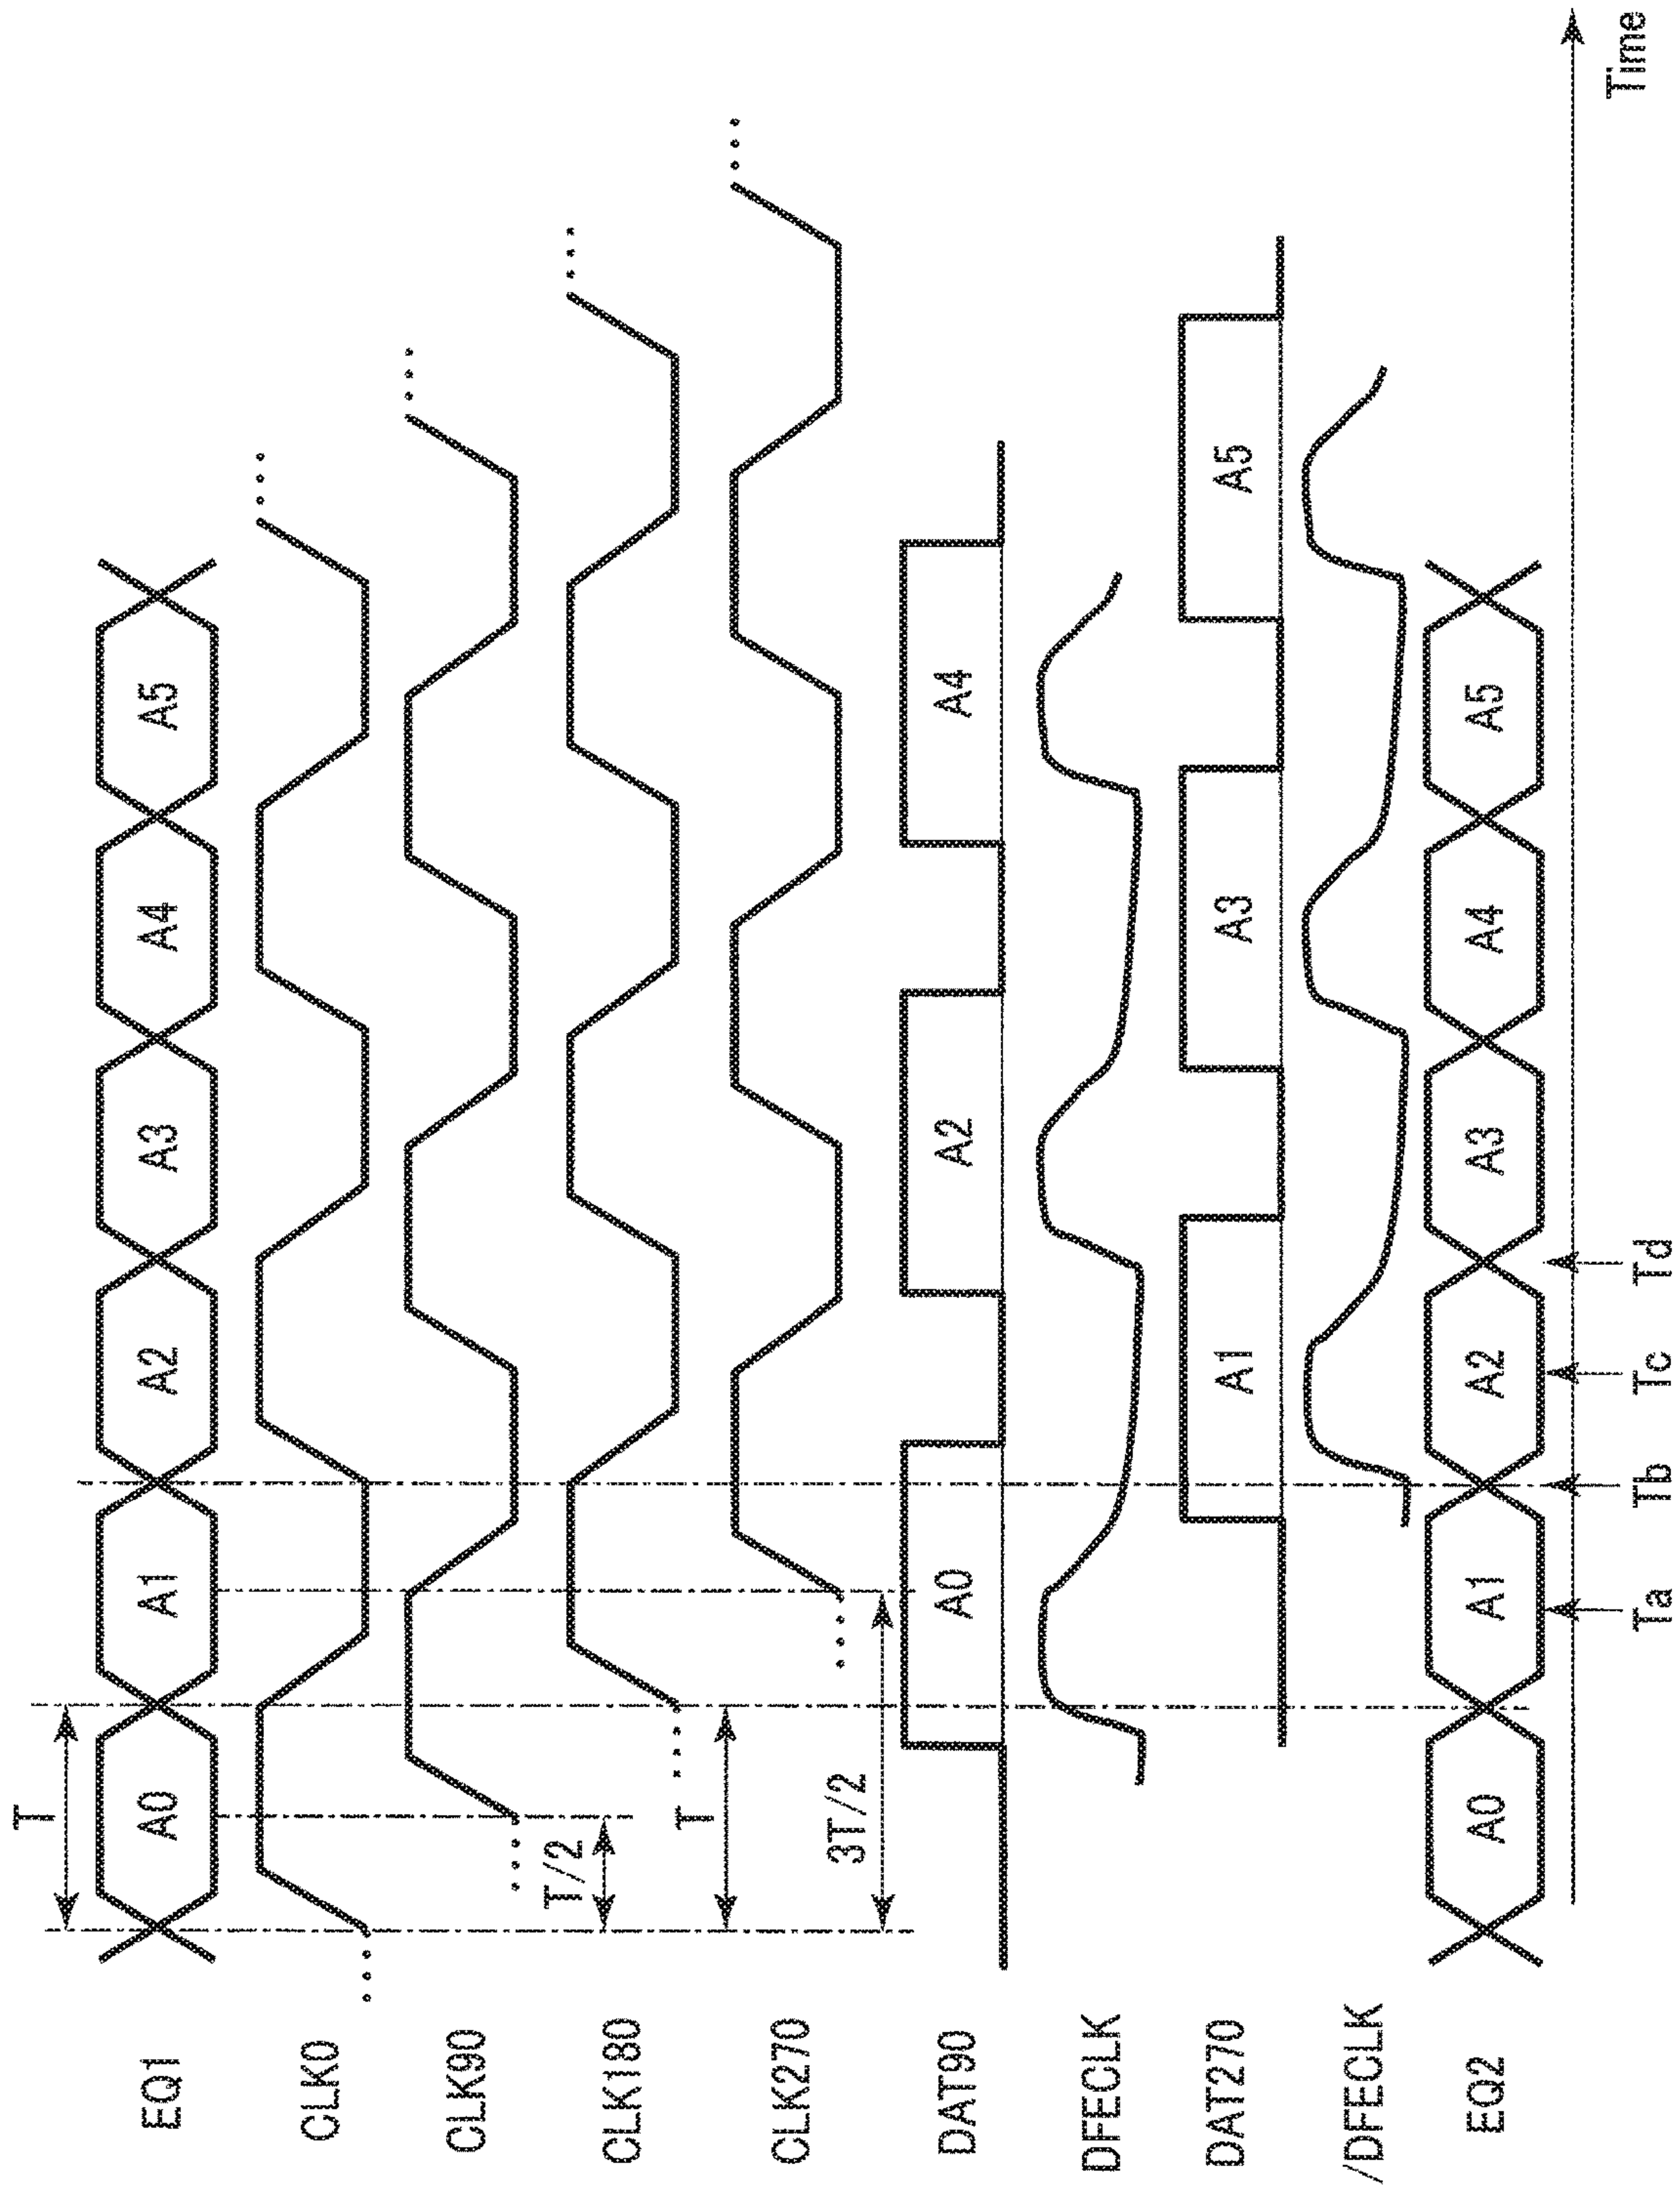 T
EQ1 A0 A1 A2 A3 A4 A5
CLK0
CLK90
T/2
CLK180
T
CLK270
3T/2
DAT90 A0 A2 A4
DFECLK
DAT270 A1 A3 A5
/DFECLK
EQ2 A0 A1 A2 A3 A4 A5
Ta Tb Tc Td
Time